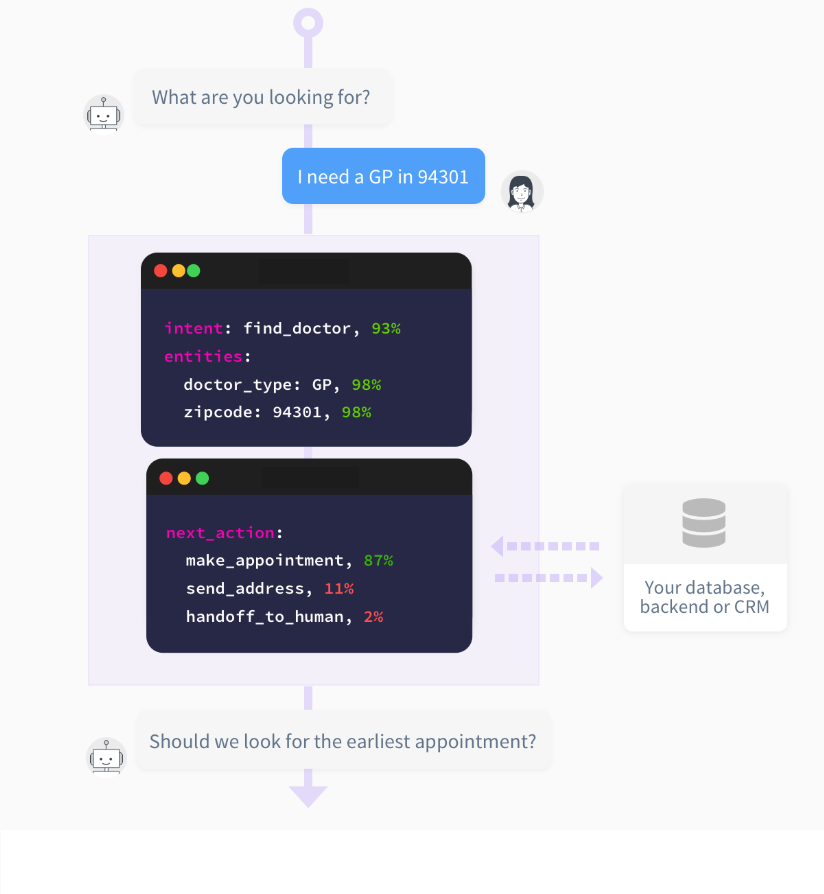 What are you looking for?
I need a GP in 94301
intent: find_doctor, 93%
entities:
doctor_type: GP, 98%
zipcode: 94301, 98%
next_action:
make_appointment, 87%
send_address, 11%
handoff_to_human, 2%
Your database,
backend or CRM
Should we look for the earliest appointment?